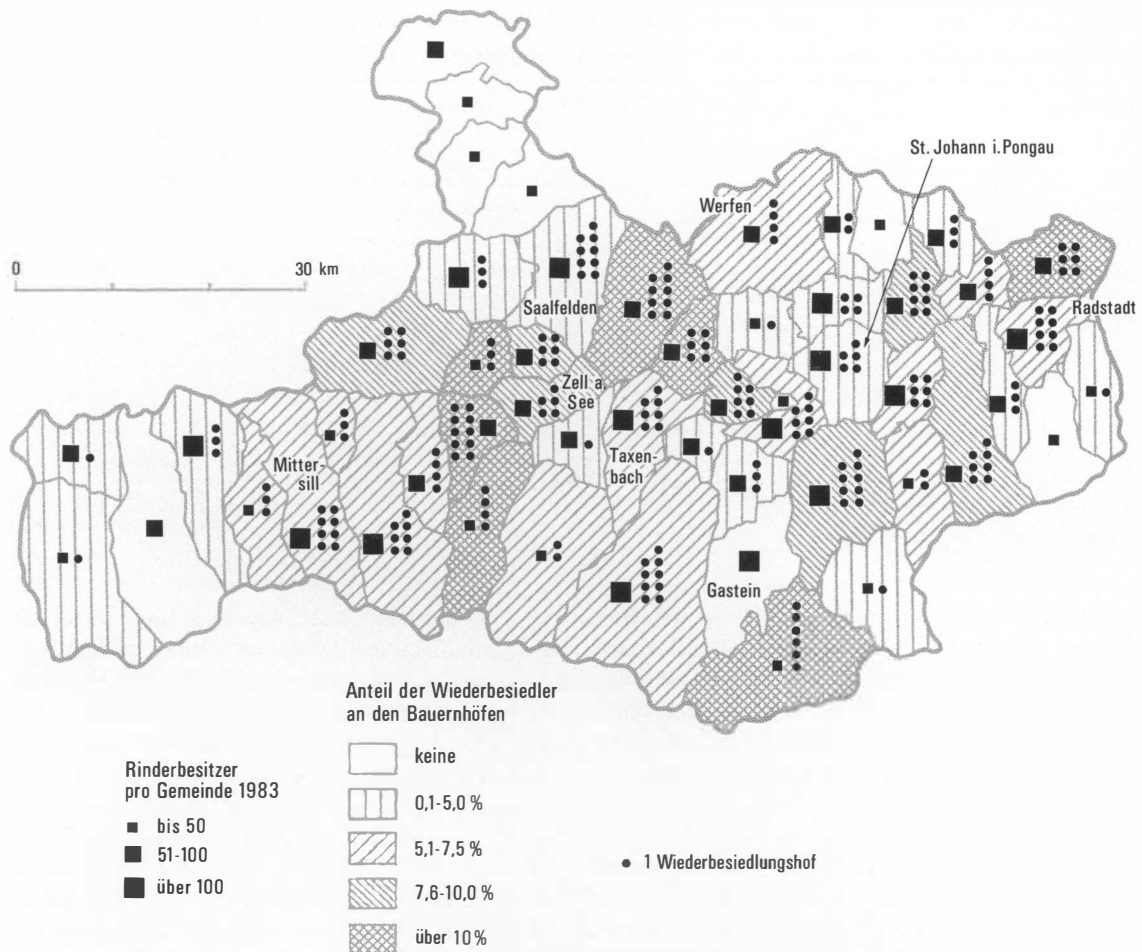 St. Johann i. Pongau
Werfen
0 30 km
Saalfelden
Radstadt
Zell a.
See
Mitter-
sill
Taxen-
bach
Gastein
Anteil der Wiederbesiedler
an den Bauernhöfen
keine
0,1-5,0 %
5,1-7,5 %
7,6-10,0 %
über 10 %
Rinderbesitzer
pro Gemeinde 1983
bis 50
51-100
über 100
1 Wiederbesiedlungshof